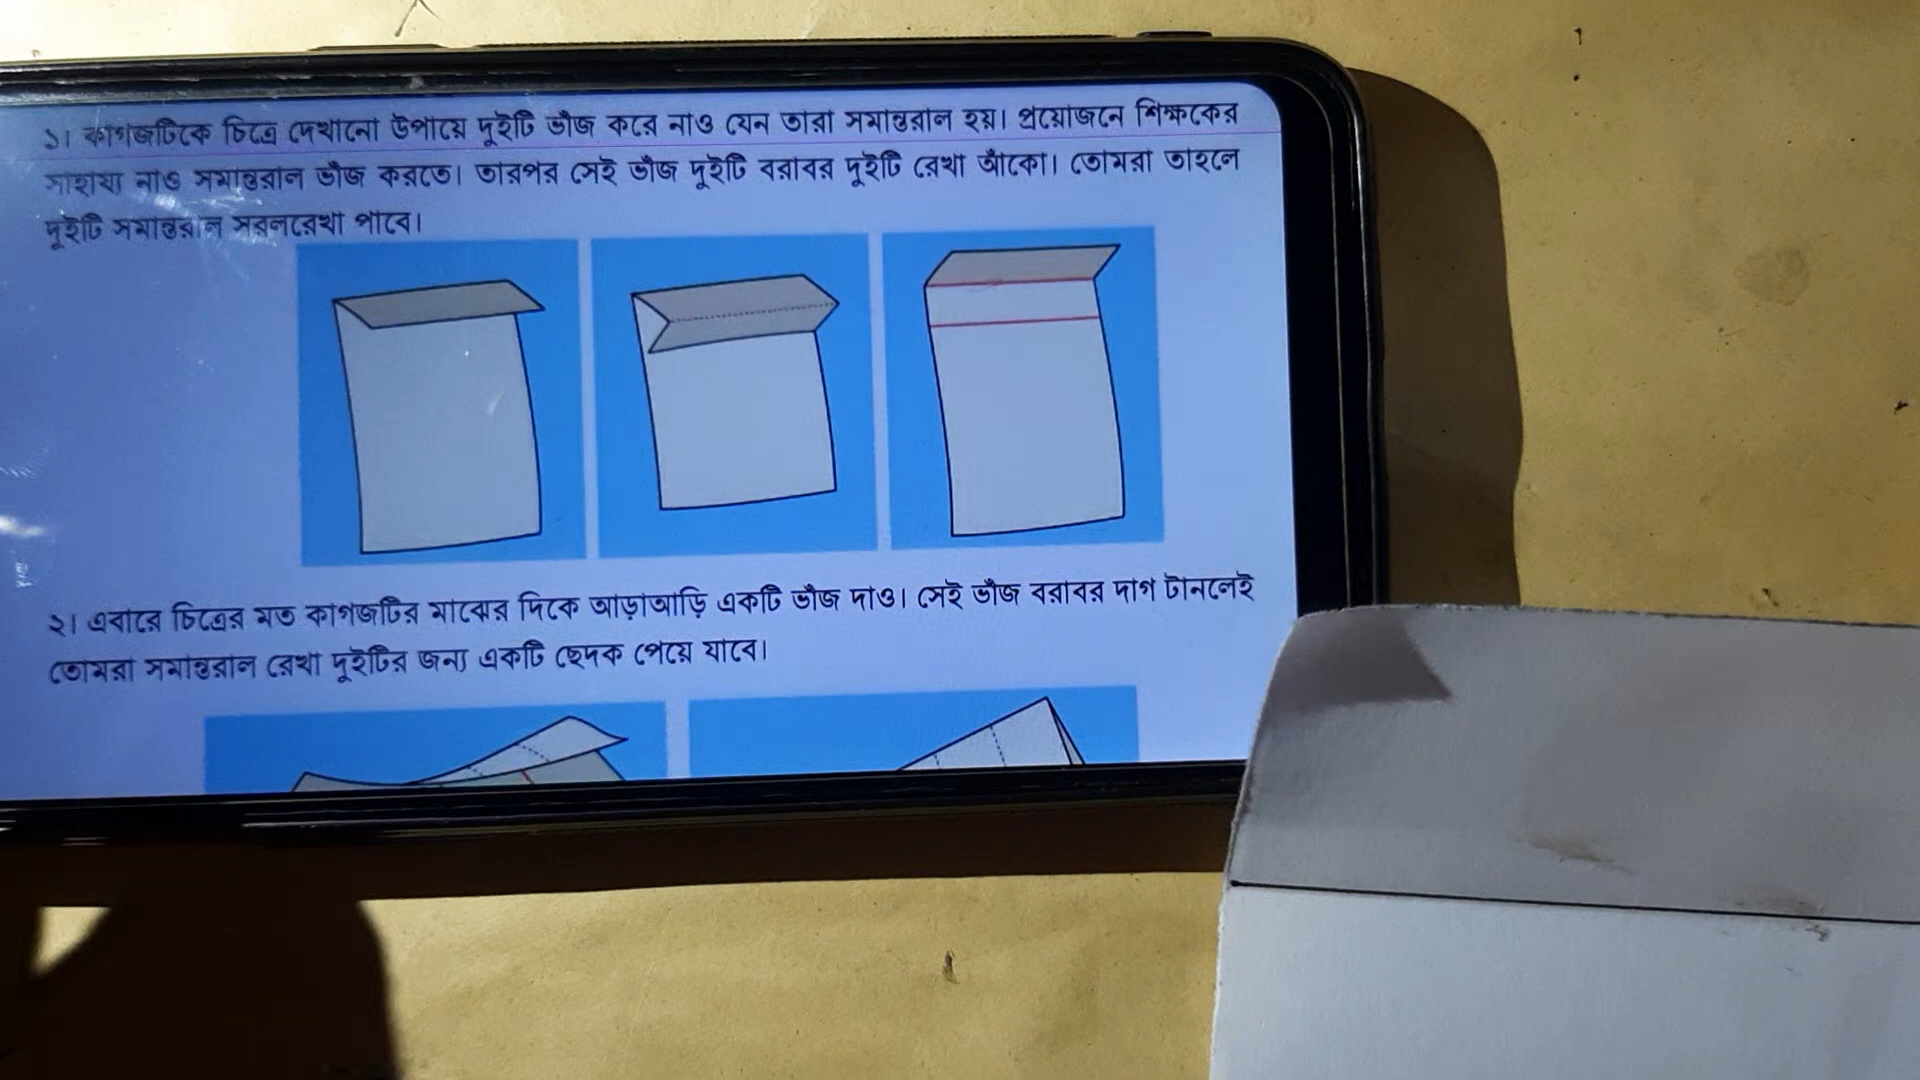 ১। কাগজটিকে চিত্রে দেখানো উপায়ে দুইটি ভাঁজ করে নাও যেন তারা সমান্তরাল হয়। প্রয়োজনে শিক্ষকের
সাহায্য নাও সমান্তরাল ভাঁজ করতে। তারপর সেই ভাঁজ দুইটি বরাবর দুইটি রেখা আঁকো। তোমরা তাহলে
দুইটি সমান্তরাল সরলরেখা পাবে।
২। এবারে চিত্রের মত কাগজটির মাঝের দিকে আড়াআড়ি একটি ভাঁজ দাও। সেই ভাঁজ বরাবর দাগ টানলেই
তোমরা সমান্তরাল রেখা দুইটির জন্য একটি ছেদক পেয়ে যাবে।